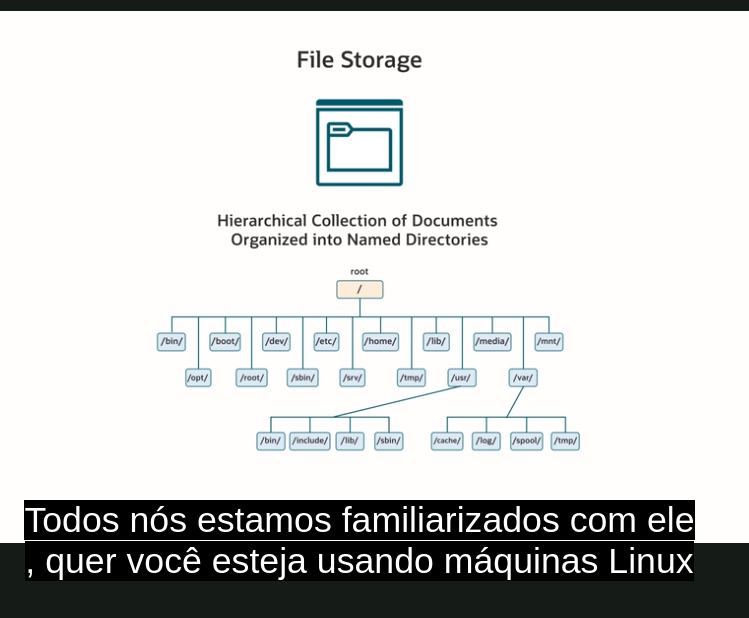 File Storage
Hierarchical Collection of Documents
Organized into Named Directories
root
/
/bin/ /boot/ /dev/ /etc/ /home/ /lib/ /media/ /mnt/
/opt/ /root/ /sbin/ /srv/ /tmp/ /usr/ /var/
/bin/ /include/ /lib/ /sbin/ /cache/ /log/ /spool/ /tmp/
Todos nós estamos familiarizados com ele
, quer você esteja usando máquinas Linux